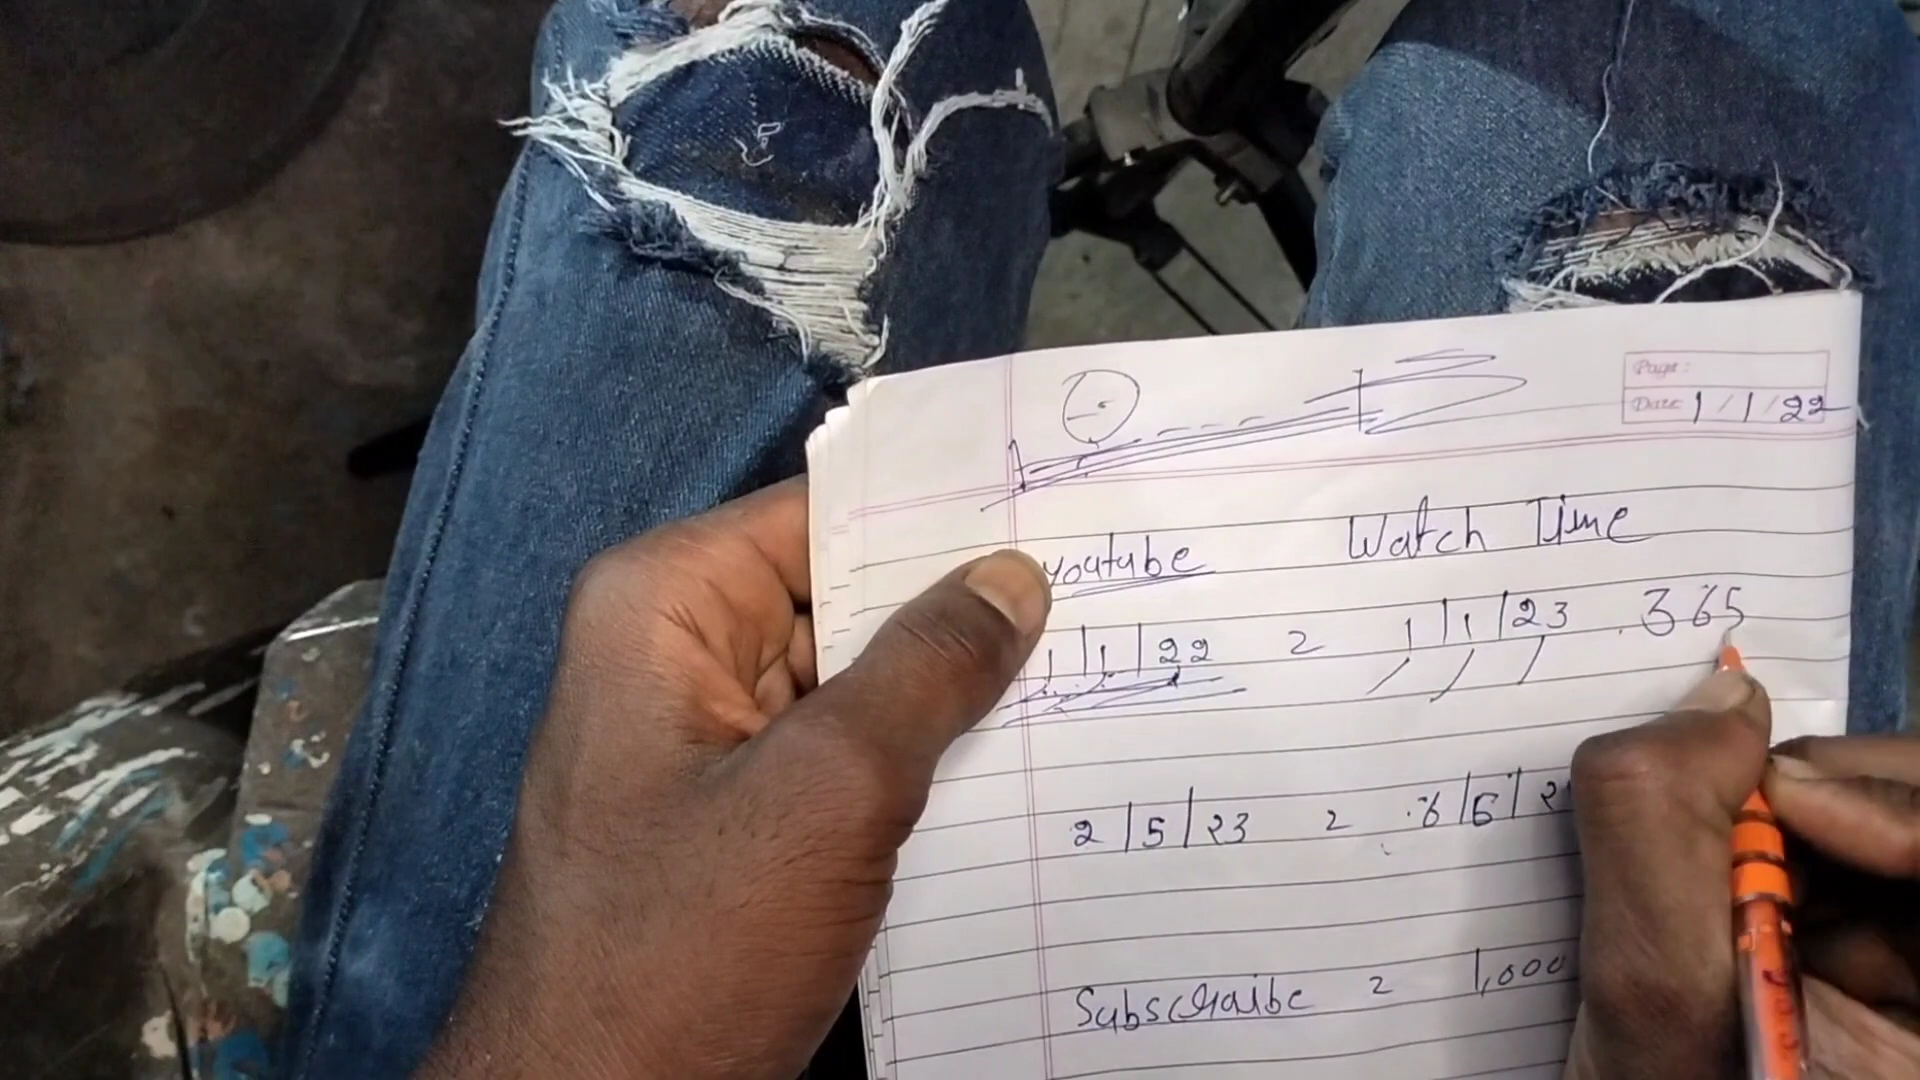 Page:
Date: 1/1/22
youtube Watch Time
1/1/22 2 1/1/23 365
2/5/23 2 6/6/2
Subscraibe 2 1,000